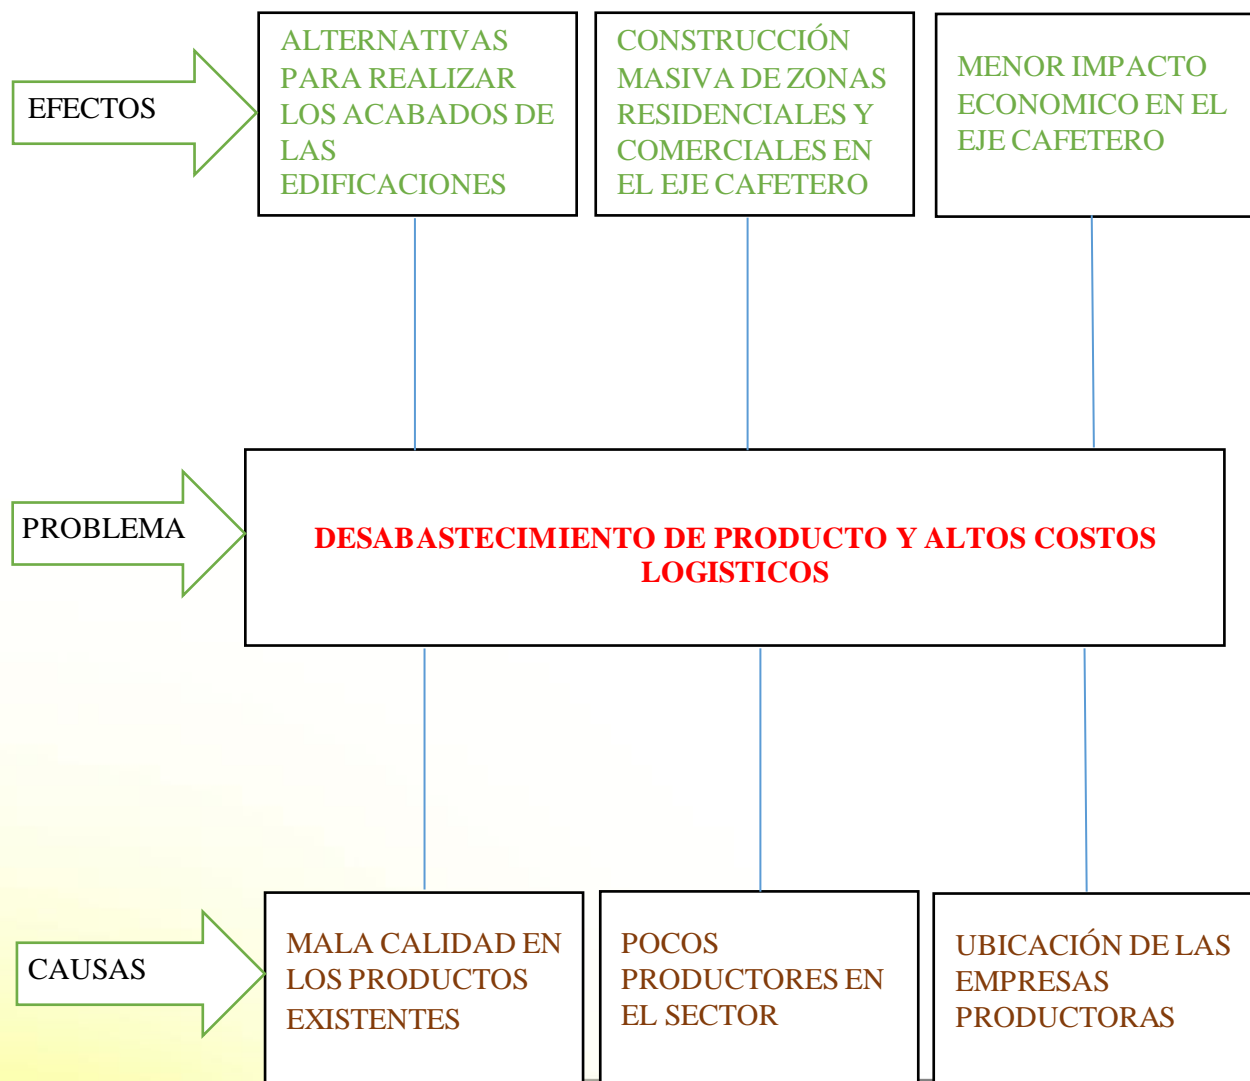 EFECTOS
ALTERNATIVAS
PARA REALIZAR
LOS ACABADOS DE
LAS
EDIFICACIONES
CONSTRUCCIÓN
MASIVA DE ZONAS
RESIDENCIALES Y
COMERCIALES EN
EL EJE CAFETERO
MENOR IMPACTO
ECONOMICO EN EL
EJE CAFETERO
PROBLEMA
DESABASTECIMIENTO DE PRODUCTO Y ALTOS COSTOS
LOGISTICOS
CAUSAS
MALA CALIDAD EN
LOS PRODUCTOS
EXISTENTES
POCOS
PRODUCTORES EN
EL SECTOR
UBICACIÓN DE LAS
EMPRESAS
PRODUCTORAS